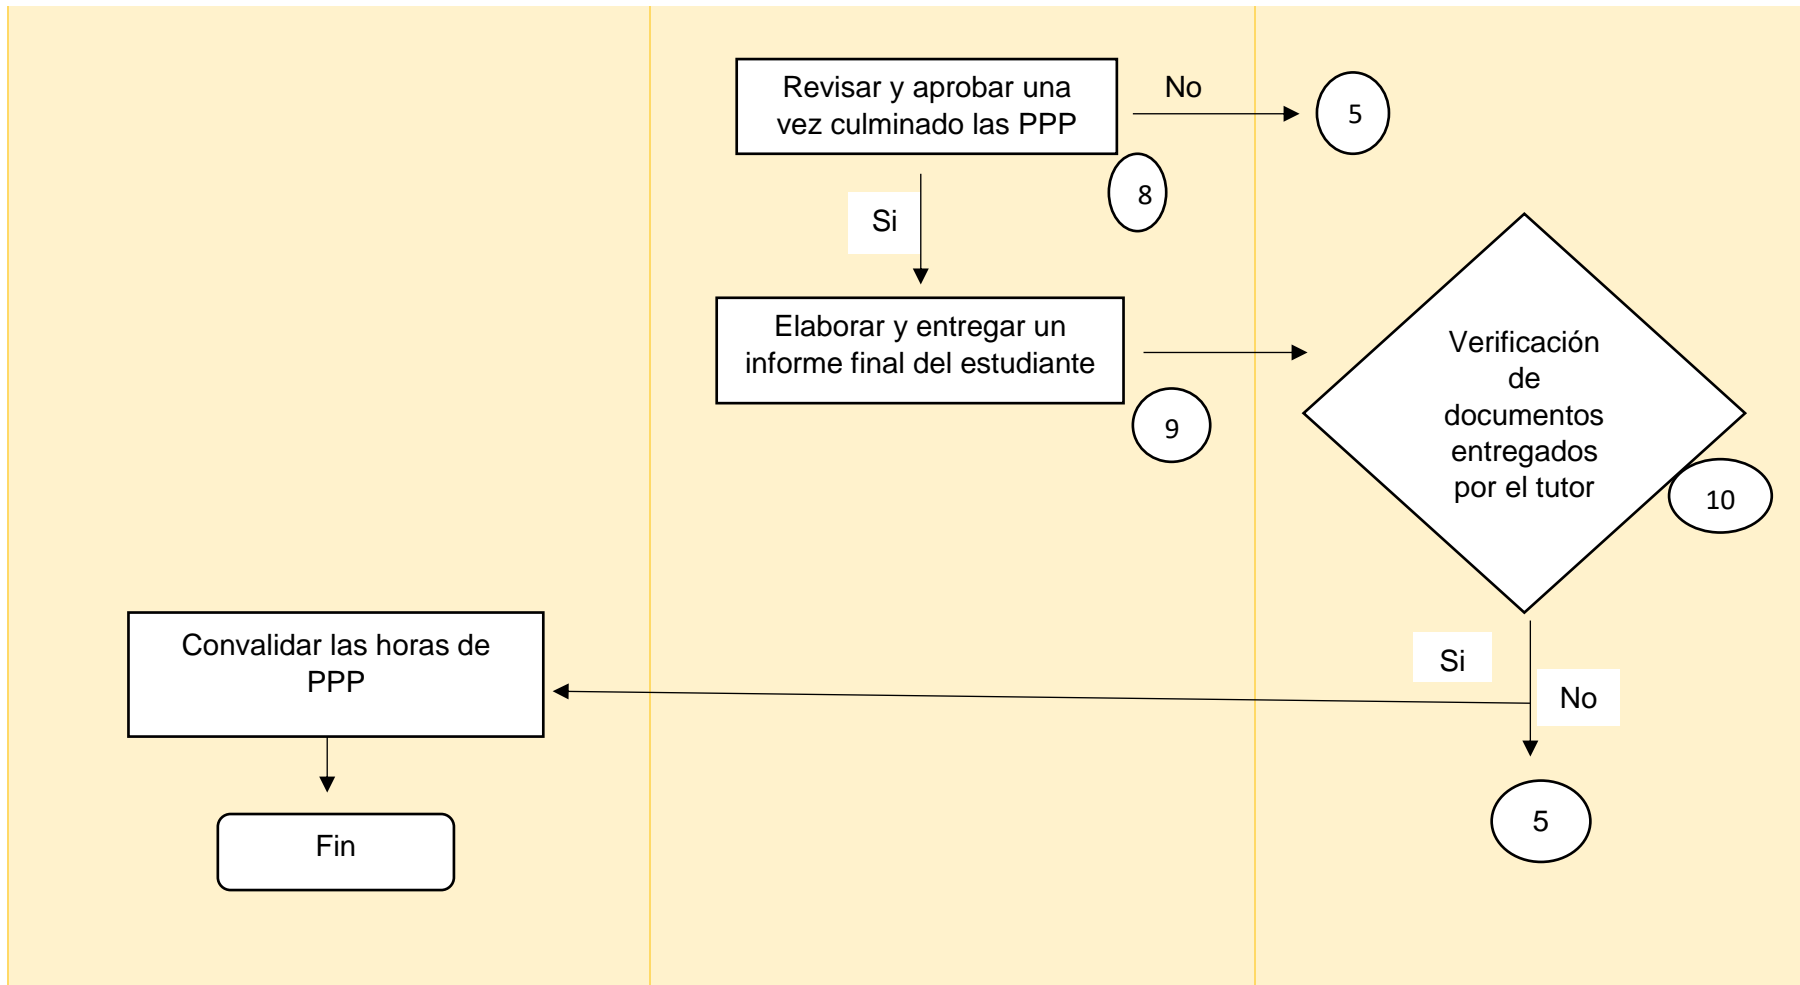 Revisar y aprobar una
vez culminado las PPP
No
5
8
Si
Elaborar y entregar un
informe final del estudiante
9
Verificación
de
documentos
entregados
por el tutor
10
Si
No
Convalidar las horas de
PPP
5
Fin